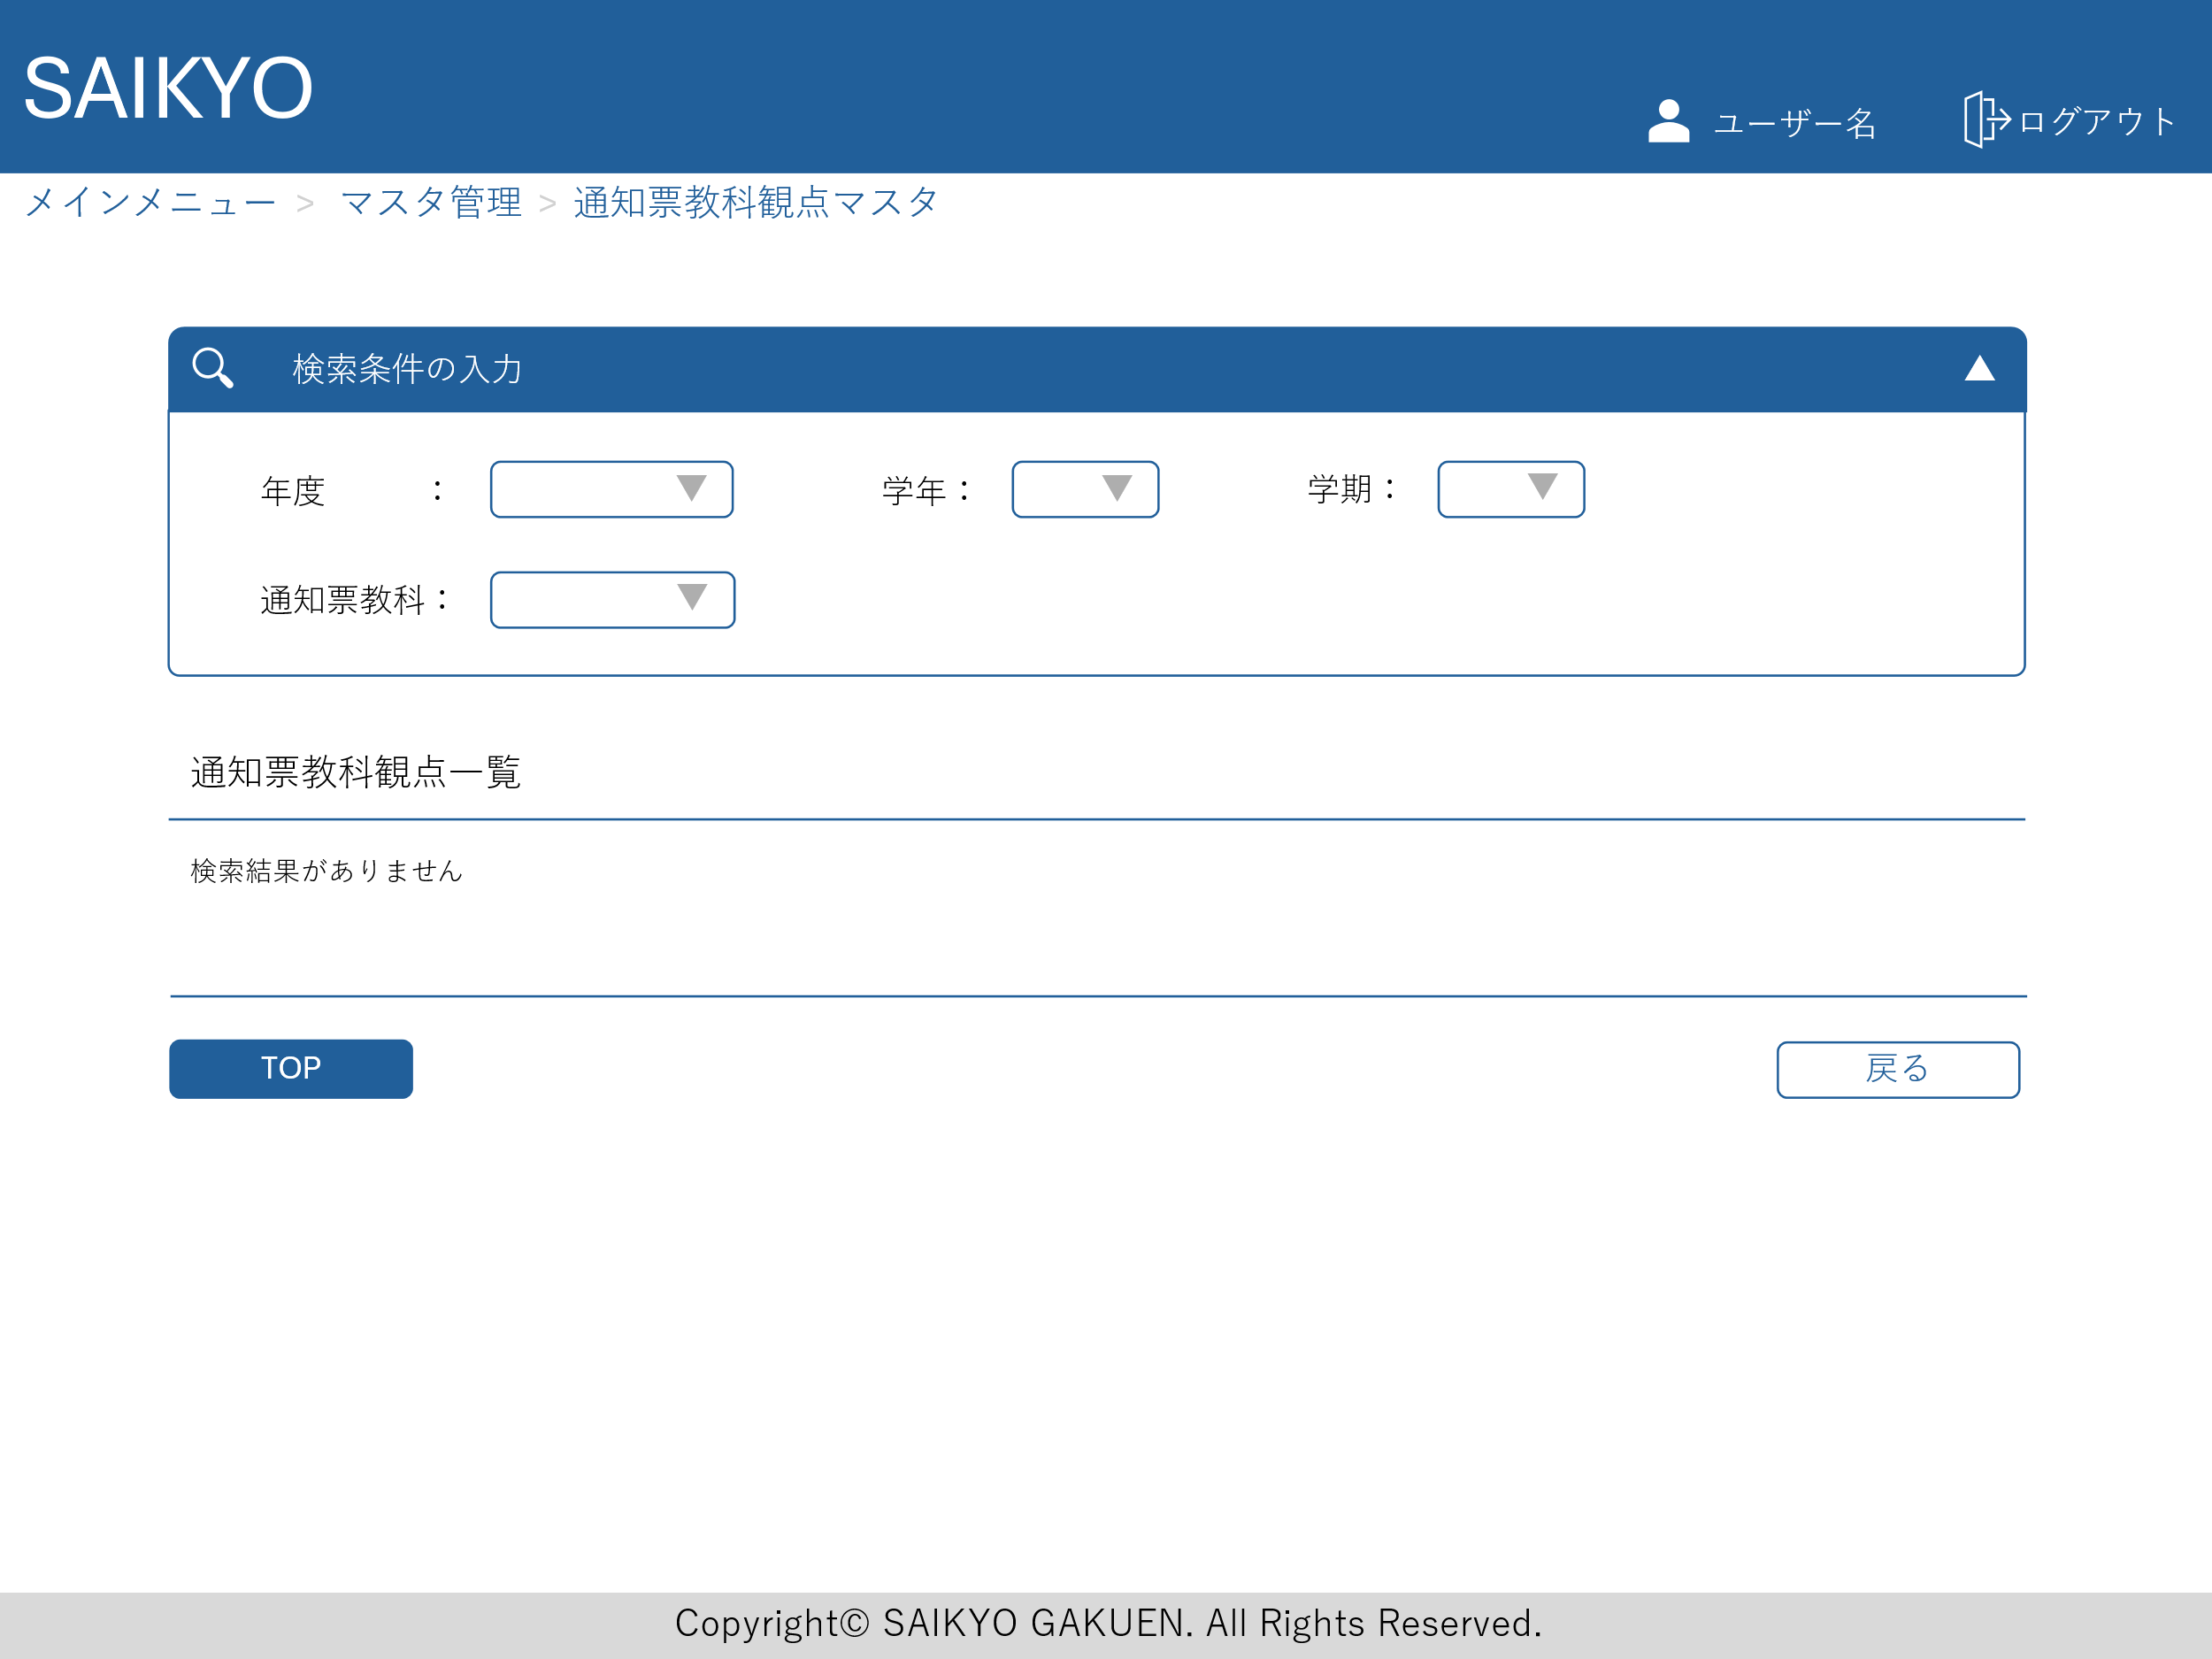 SAIKYO
ユーザー名 ログアウト
メインメニュー > マスタ管理 > 通知票教科観点マスタ
検索条件の入力
年度 : 学年: 学期:
通知票教科:
通知票教科観点一覧
検索結果がありません
TOP 戻る
Copyright© SAIKYO GAKUEN. All Rights Reserved.